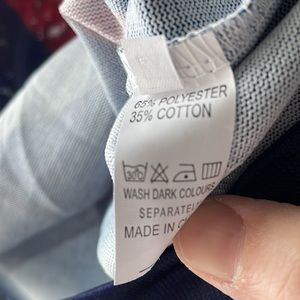 65% POLYESTER
35% COTTON
WASH DARK COLOURS
SEPARATELY
MADE IN